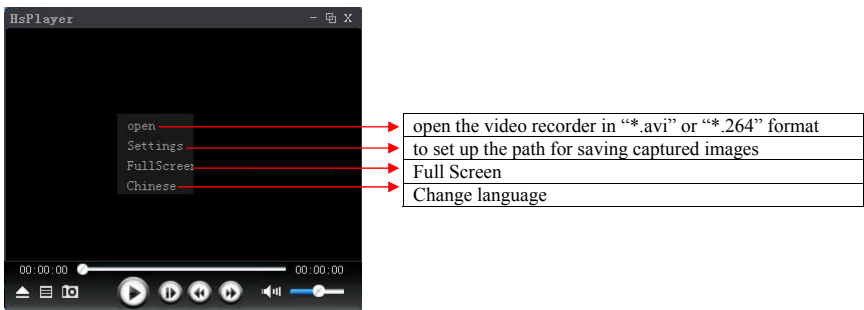 HsPlayer
open
Settings
FullScreen
Chinese
00:00:00
00:00:00
open the video recorder in “*.avi” or “*.264” format
to set up the path for saving captured images
Full Screen
Change language